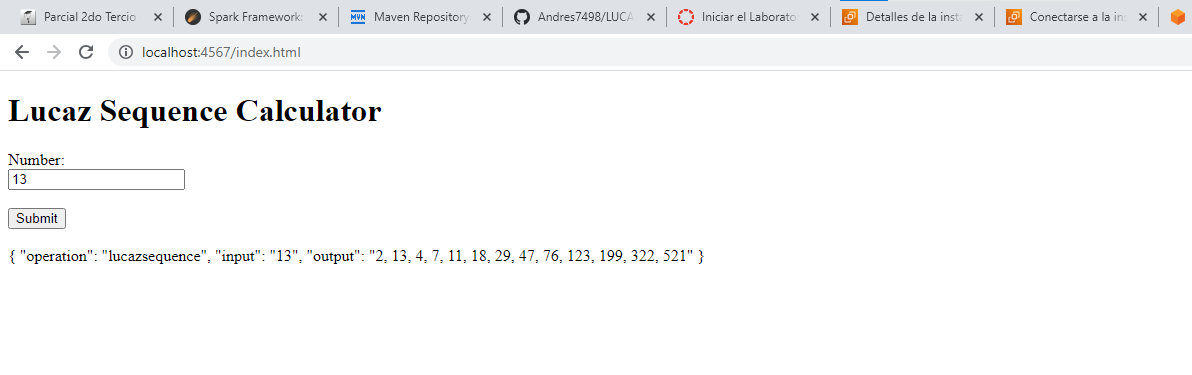 Parcial 2do Tercio
Spark Framework:
MVN Maven Repository
Andres7498/LUCA
Iniciar el Laborato
Detalles de la insta
Conectarse a la ins
localhost:4567/index.html
Lucaz Sequence Calculator
Number:
13
Submit
{ "operation": "lucazsequence", "input": "13", "output": "2, 13, 4, 7, 11, 18, 29, 47, 76, 123, 199, 322, 521" }